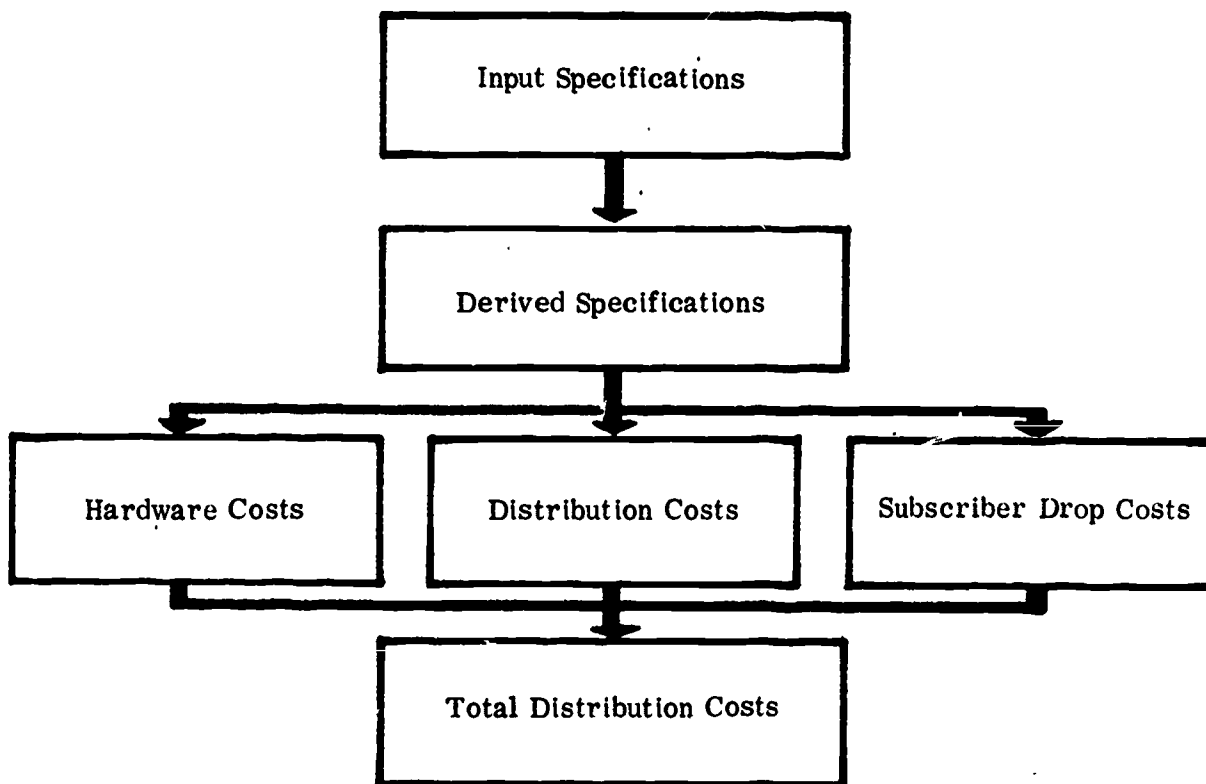 Input Specifications
Derived Specifications
Hardware Costs
Distribution Costs
Subscriber Drop Costs
Total Distribution Costs